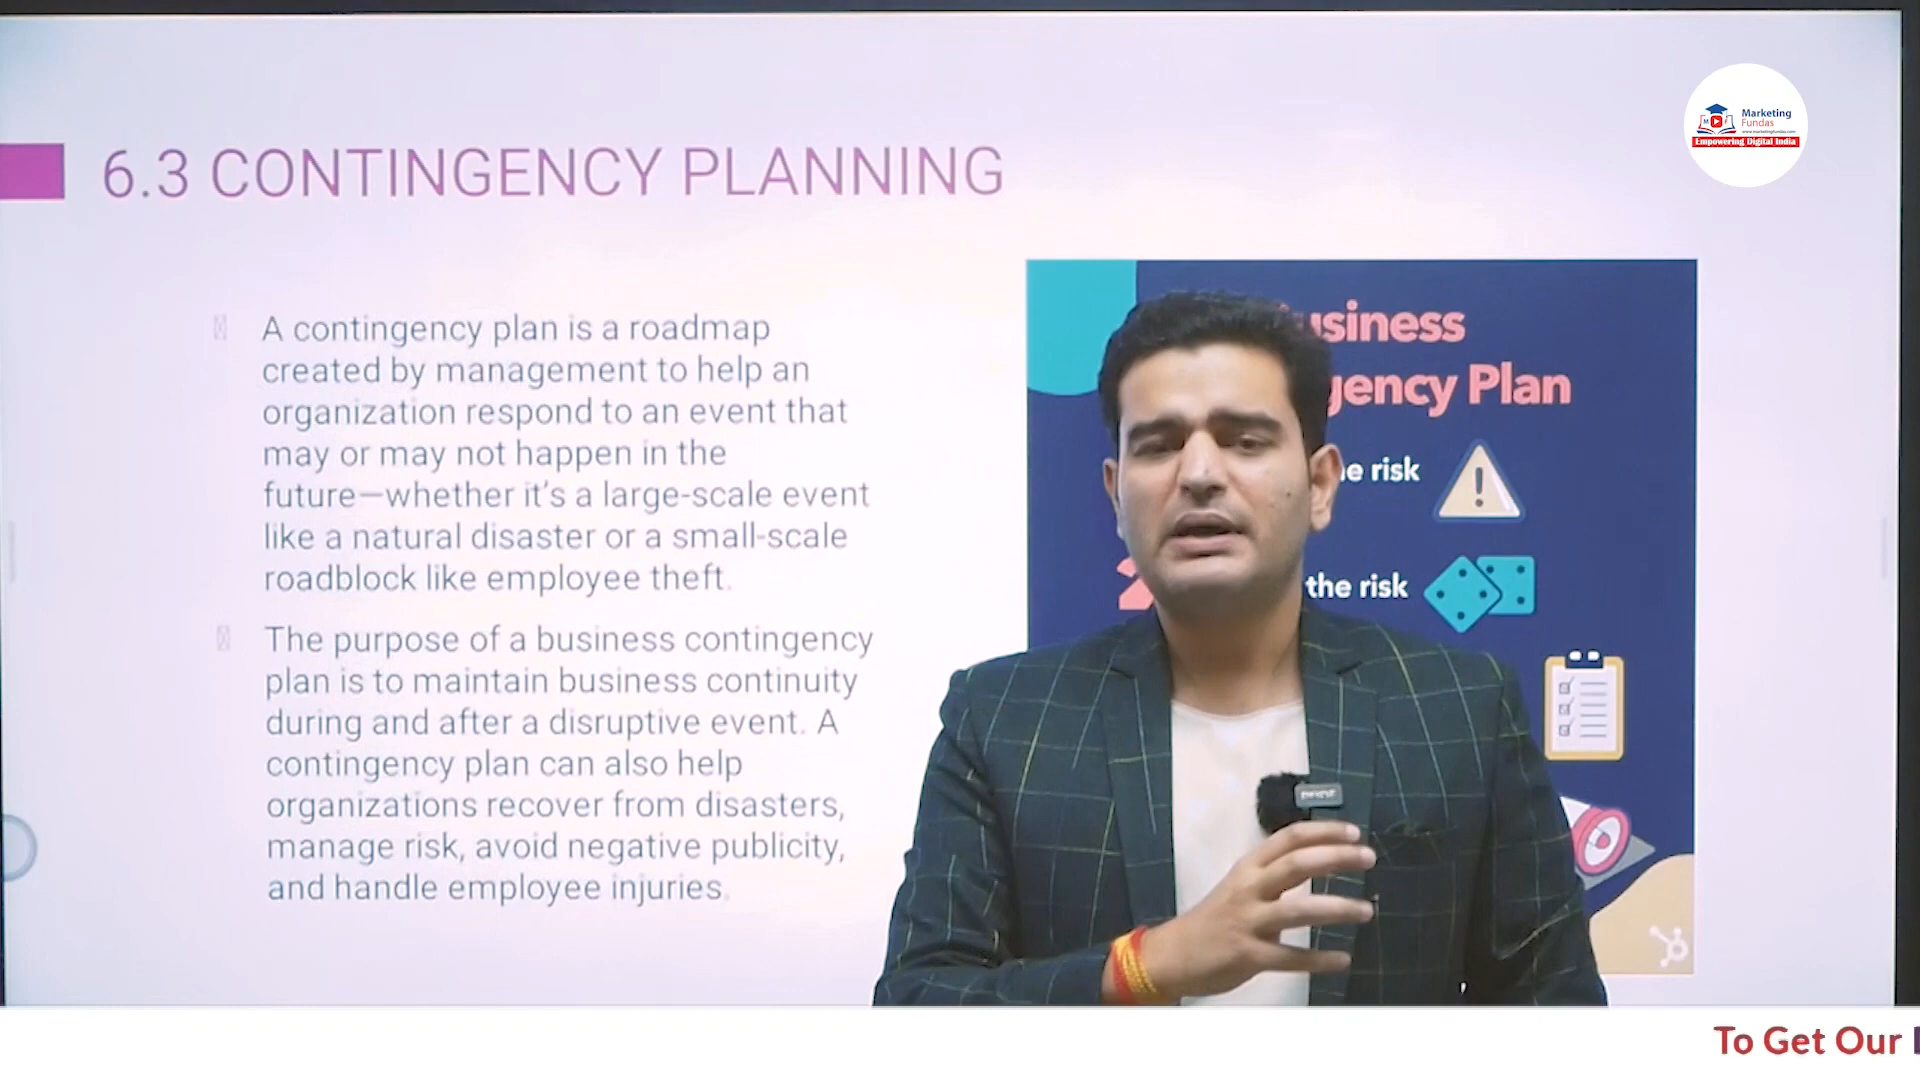 Marketing
Fundas
www.marketingfundas.com
Empowering Digital India
6.3 CONTINGENCY PLANNING
A contingency plan is a roadmap
created by management to help an
organization respond to an event that
may or may not happen in the
future—whether it's a large-scale event
like a natural disaster or a small-scale
roadblock like employee theft.
The purpose of a business contingency
plan is to maintain business continuity
during and after a disruptive event. A
contingency plan can also help
organizations recover from disasters,
manage risk, avoid negative publicity,
and handle employee injuries.
usiness
gency Plan
e risk
the risk
To Get Our